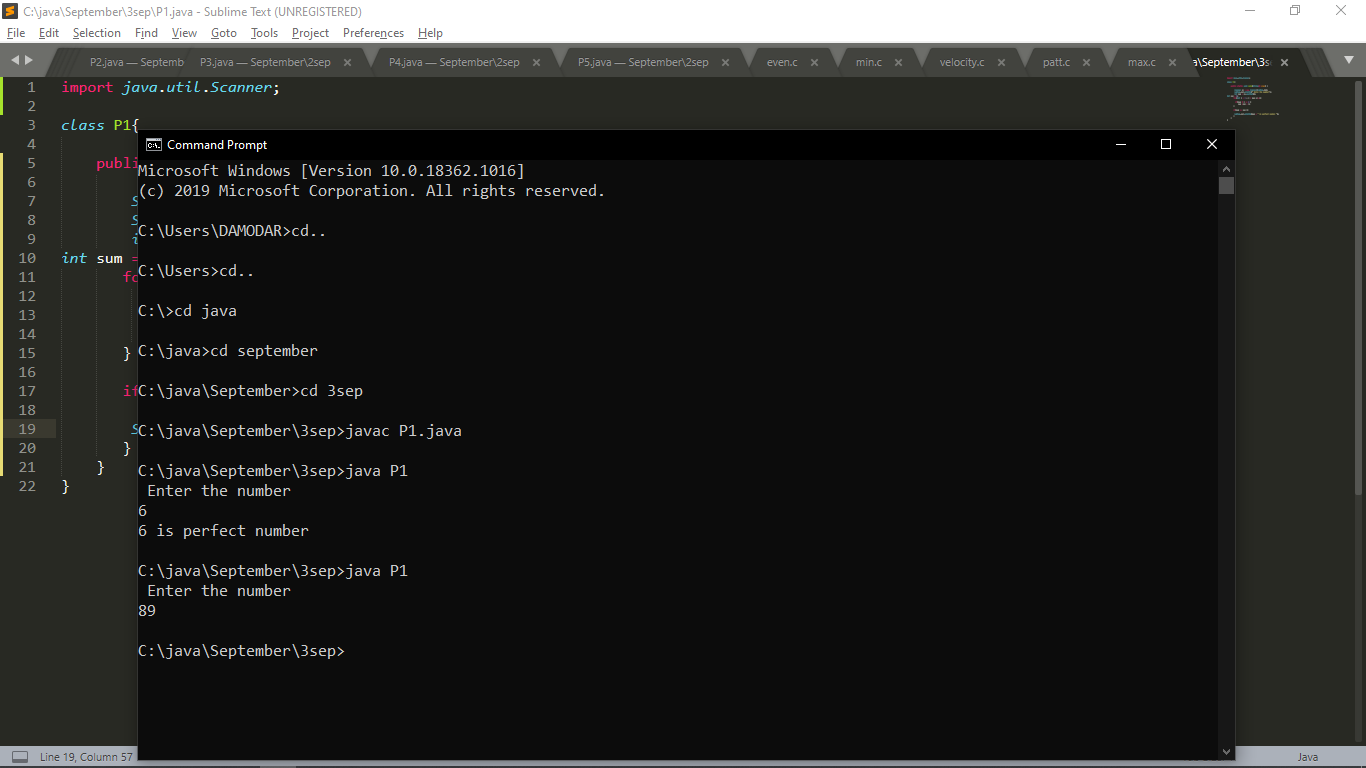 C:\java\September\3sep\P1.java - Sublime Text (UNREGISTERED)
File Edit Selection Find View Goto Tools Project Preferences Help
P2.java — Septemb P3.java — September\2sep P4.java — September\2sep P5.java — September\2sep even.c min.c velocity.c patt.c max.c a\September\3s
1 import java.util.Scanner;
2
3 class P1{
4
5 publi
6
7 S
8 S
9 i
10 int sum =
11 fo
12
13
14
15 }
16
17 if
18
19 S
20 }
21 }
22 }
Command Prompt
Microsoft Windows [Version 10.0.18362.1016]
(c) 2019 Microsoft Corporation. All rights reserved.
C:\Users\DAMODAR>cd..
C:\Users>cd..
C:\>cd java
C:\java>cd september
C:\java\September>cd 3sep
C:\java\September\3sep>javac P1.java
C:\java\September\3sep>java P1
Enter the number
6
6 is perfect number
C:\java\September\3sep>java P1
Enter the number
89
C:\java\September\3sep>
Line 19, Column 57
Java